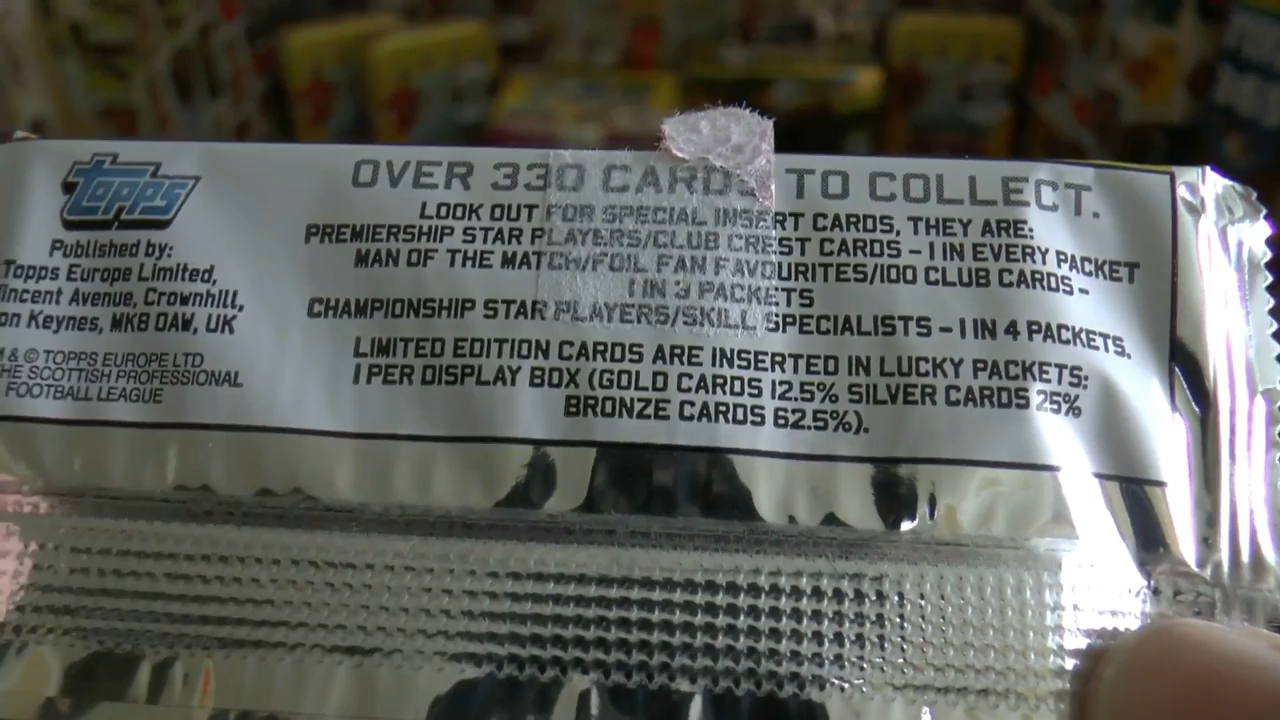 topps
Published by:
Topps Europe Limited,
Avenue, Crownhill,
Keynes, MK8 0AW, UK
& © TOPPS EUROPE LTD
SCOTTISH PROFESSIONAL
FOOTBALL LEAGUE
OVER 330 CARDS TO COLLECT.
LOOK OUT FOR SPECIAL INSERT CARDS, THEY ARE:
PREMIERSHIP STAR PLAYERS/CLUB CREST CARDS – 1 IN EVERY PACKET
MAN OF THE MATCH/FOIL FAN FAVOURITES/100 CLUB CARDS –
1 IN 3 PACKETS
CHAMPIONSHIP STAR PLAYERS/SKILL SPECIALISTS – 1 IN 4 PACKETS.
LIMITED EDITION CARDS ARE INSERTED IN LUCKY PACKETS:
1 PER DISPLAY BOX (GOLD CARDS 12.5% SILVER CARDS 25%
BRONZE CARDS 62.5%).